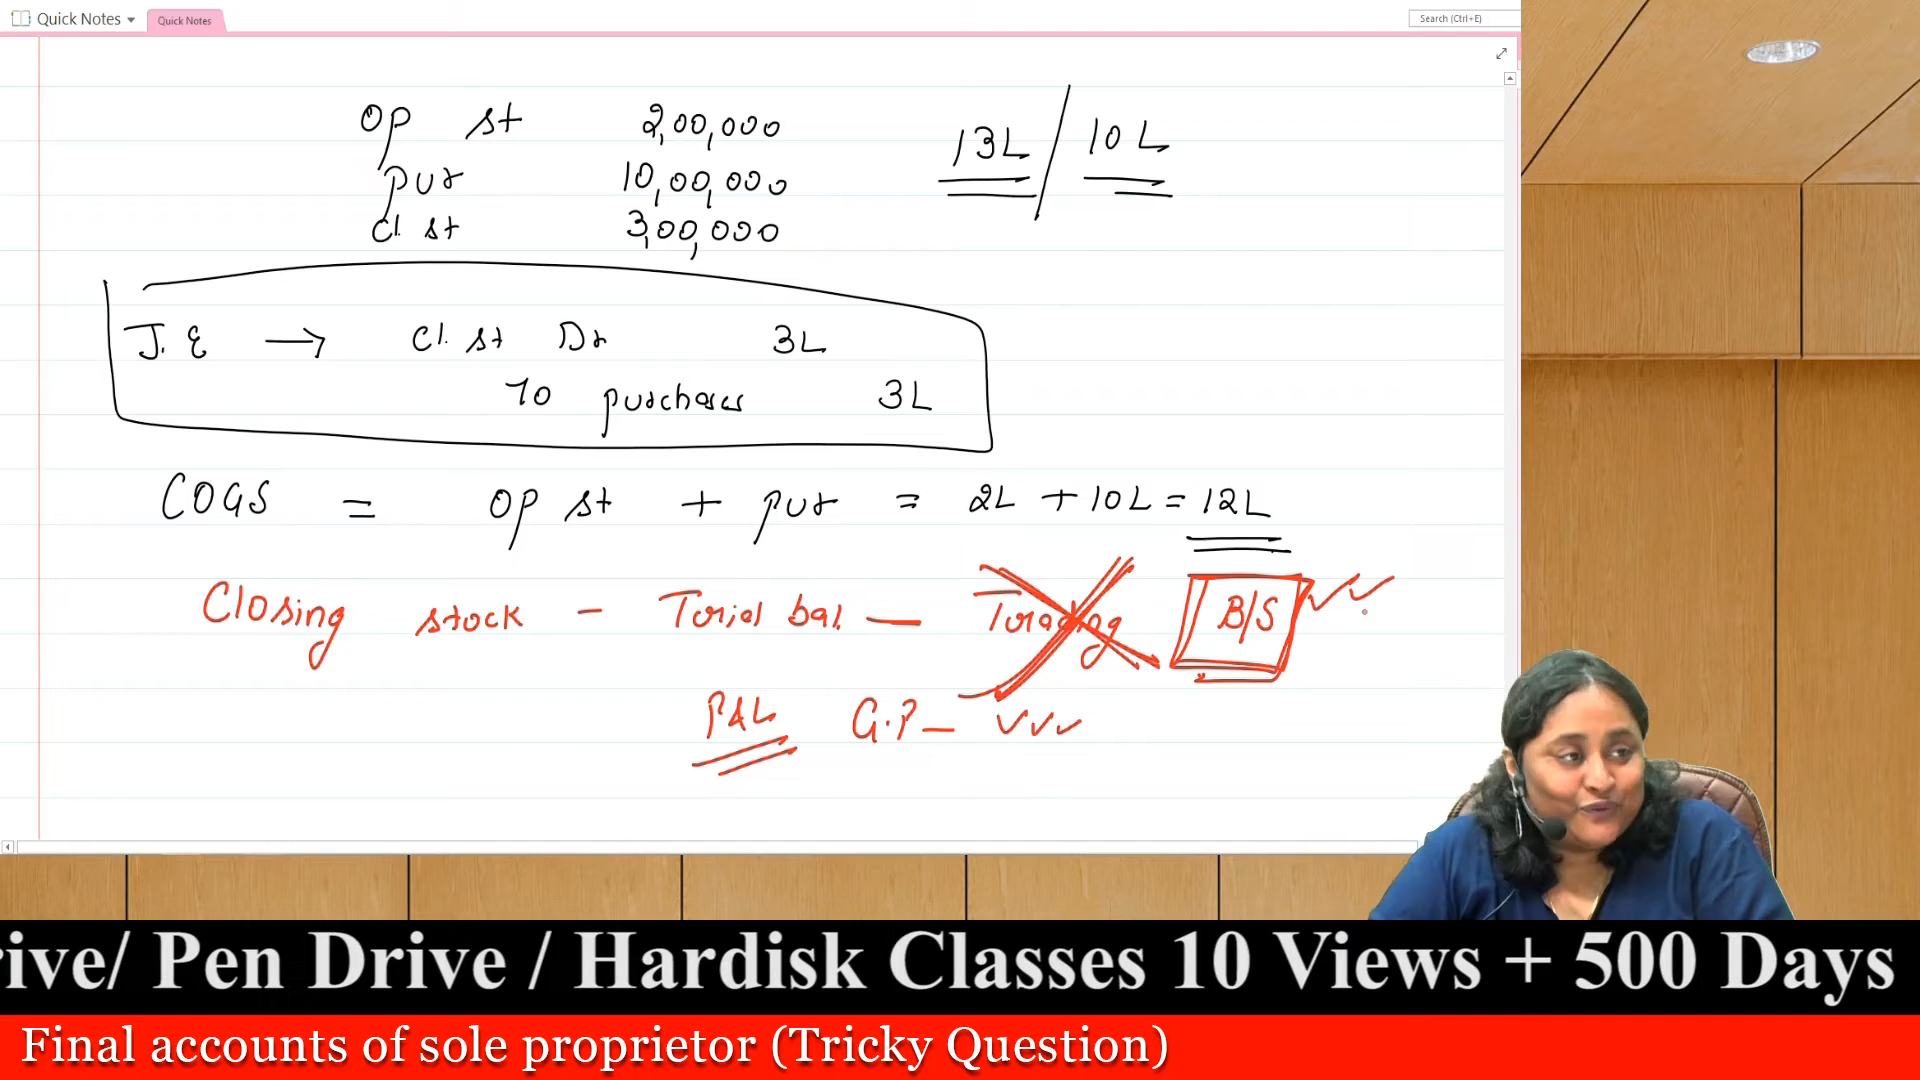 Quick Notes
Quick Notes
Search (Ctrl+E)
op st 2,00,000
pur 10,00,000
cl. st 3,00,000
13L / 10L
J.E → Cl. st Dr 3L
To purchases 3L
COGS = op st + pur = 2L + 10L = 12L
Closing stock - Trial bal. — Trading B/S
P&L G.P -
rive/ Pen Drive / Hardisk Classes 10 Views + 500 Days
Final accounts of sole proprietor (Tricky Question)